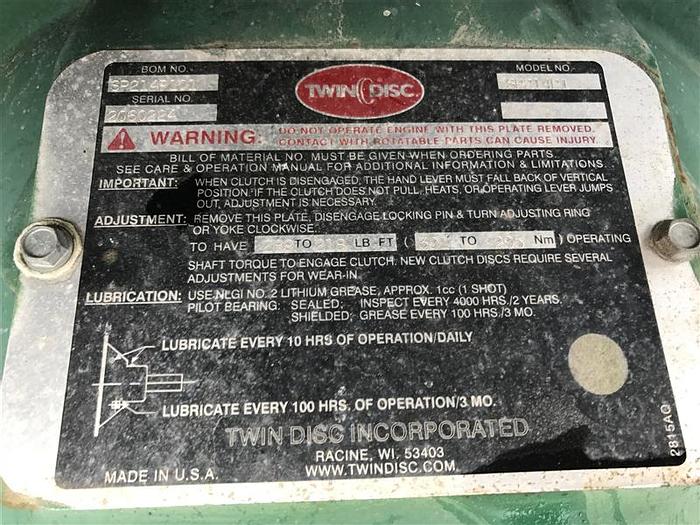 BOM NO.
MODEL NO.
TWIN DISC.
SERIAL NO.
WARNING: DO NOT OPERATE ENGINE WITH THIS PLATE REMOVED.
CONTACT WITH ROTATABLE PARTS CAN CAUSE INJURY.
BILL OF MATERIAL NO. MUST BE GIVEN WHEN ORDERING PARTS.
SEE CARE & OPERATION MANUAL FOR ADDITIONAL INFORMATION & LIMITATIONS.
IMPORTANT: WHEN CLUTCH IS DISENGAGED, THE HAND LEVER MUST FALL BACK OF VERTICAL
POSITION. IF THE CLUTCH DOES NOT PULL, HEATS, OR OPERATING LEVER JUMPS
OUT, ADJUSTMENT IS NECESSARY.
ADJUSTMENT: REMOVE THIS PLATE, DISENGAGE LOCKING PIN & TURN ADJUSTING RING
OR YOKE CLOCKWISE.
TO HAVE TO LB FT ( TO Nm) OPERATING
SHAFT TORQUE TO ENGAGE CLUTCH. NEW CLUTCH DISCS REQUIRE SEVERAL
ADJUSTMENTS FOR WEAR-IN.
LUBRICATION: USE NLGI NO. 2 LITHIUM GREASE, APPROX. 1cc (1 SHOT)
PILOT BEARING: SEALED; INSPECT EVERY 4000 HRS./2 YEARS.
SHIELDED; GREASE EVERY 100 HRS./3 MO.
LUBRICATE EVERY 10 HRS OF OPERATION/DAILY
LUBRICATE EVERY 100 HRS. OF OPERATION/3 MO.
TWIN DISC INCORPORATED
RACINE, WI. 53403
WWW.TWINDISC.COM
MADE IN U.S.A.
2815AQ